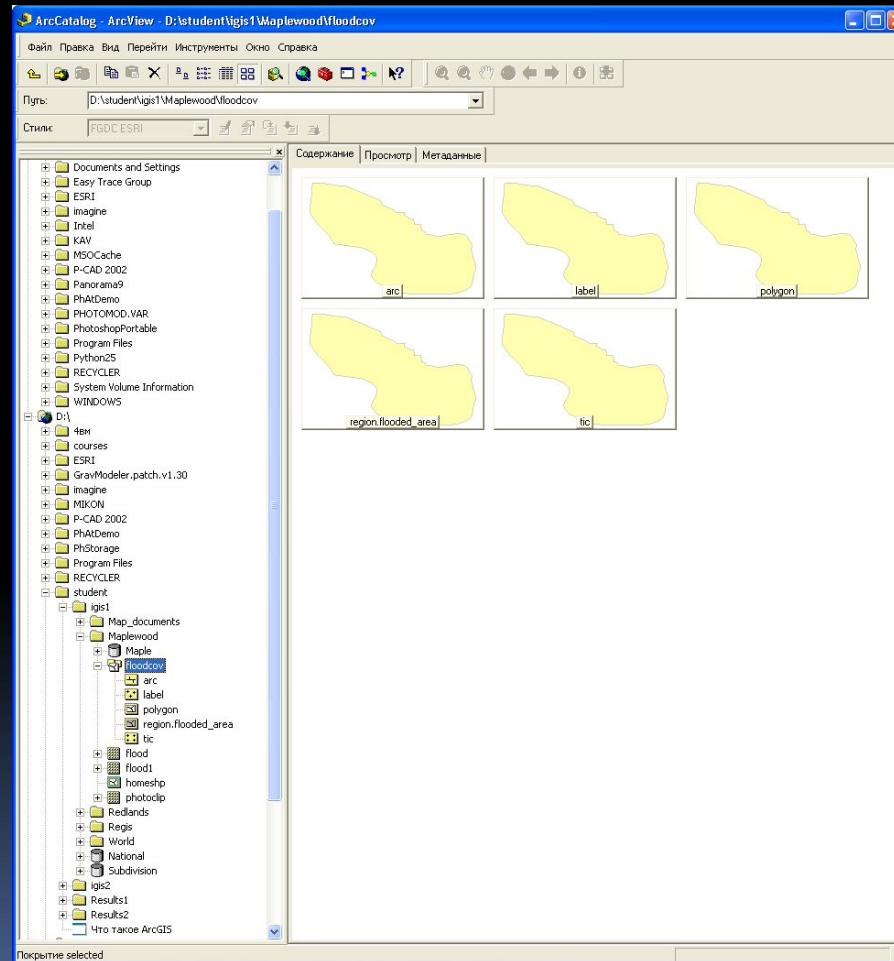 ArcCatalog - ArcView - D:\student\igis1\Maplewood\floodcov
Файл Правка Вид Перейти Инструменты Окно Справка
Путь: D:\student\igis1\Maplewood\floodcov
Стили: FGDC ESRI
Содержание Просмотр Метаданные
Documents and Settings
Easy Trace Group
ESRI
imagine
Intel
KAV
MSOCache
P-CAD 2002
Panorama9
PhAtDemo
PHOTOMOD.VAR
PhotoshopPortable
Program Files
Python25
RECYCLER
System Volume Information
WINDOWS
D:\
4вм
courses
ESRI
GravModeler.patch.v1.30
imagine
MIKON
P-CAD 2002
PhAtDemo
PhStorage
Program Files
RECYCLER
student
igis1
Map_documents
Maplewood
Maple
floodcov
arc
label
polygon
region.flooded_area
tic
flood
flood1
homeshp
photoclip
Redlands
Regis
World
National
Subdivision
igis2
Results1
Results2
Что такое ArcGIS
arc
label
polygon
region.flooded_area
tic
Покрытие selected